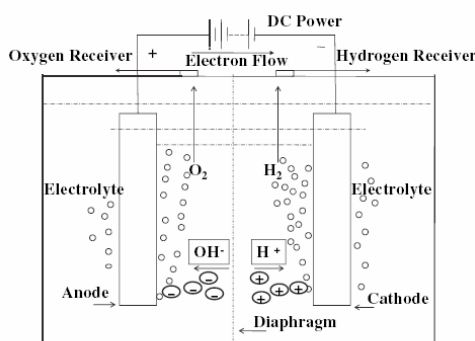 DC Power
Oxygen Receiver + − Hydrogen Receiver
Electron Flow
O₂ H₂
Electrolyte Electrolyte
OH⁻ H⁺
− − − − − + + + + +
Anode Cathode
Diaphragm